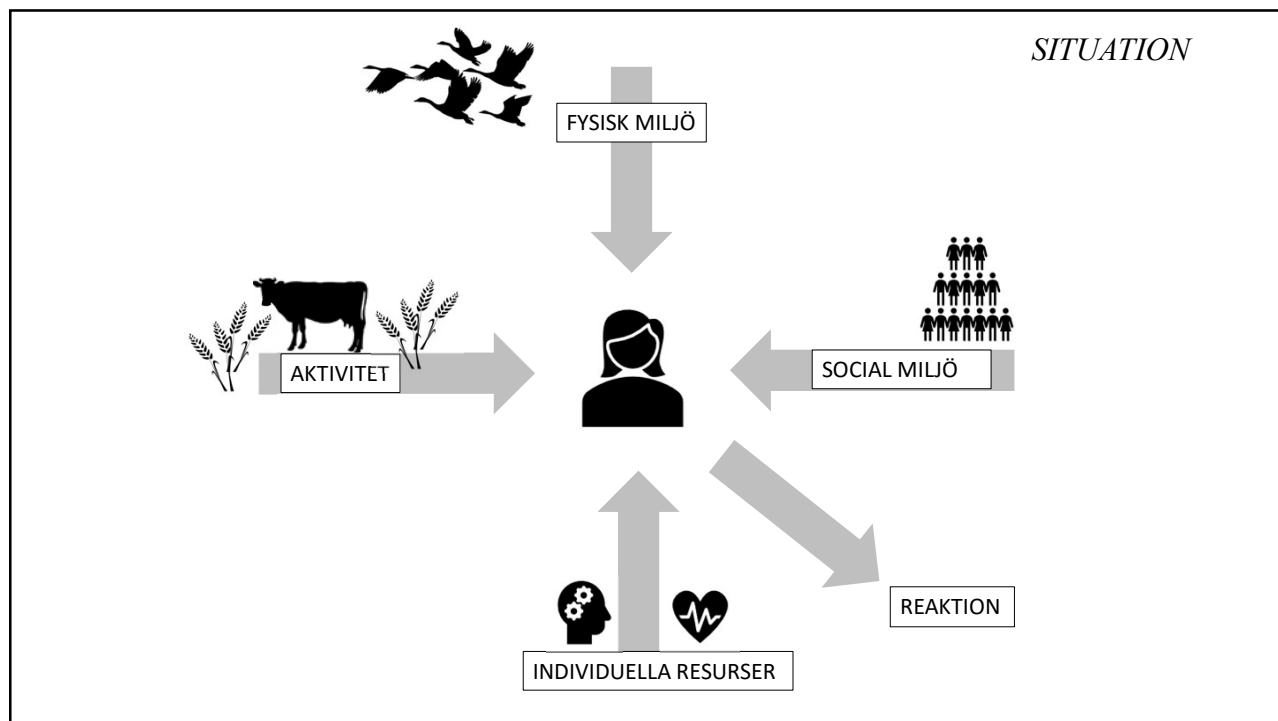 SITUATION
FYSISK MILJÖ
AKTIVITET
SOCIAL MILJÖ
REAKTION
INDIVIDUELLA RESURSER